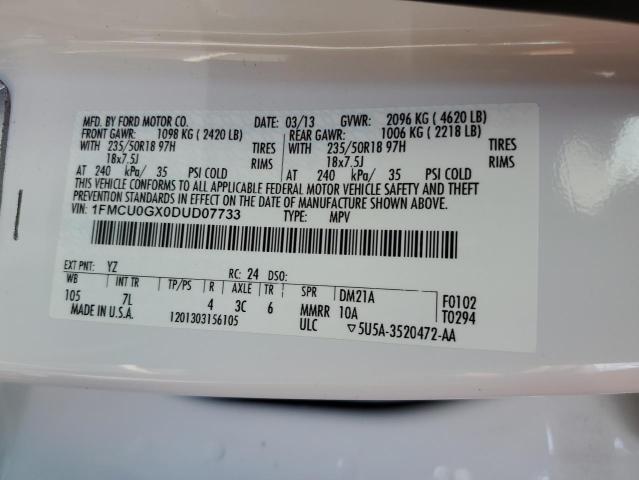 MFD. BY FORD MOTOR CO. DATE: 03/13 GVWR: 2096 KG ( 4620 LB)
FRONT GAWR: 1098 KG ( 2420 LB) REAR GAWR: 1006 KG ( 2218 LB)
WITH 235/50R18 97H TIRES WITH 235/50R18 97H TIRES
18x7.5J RIMS 18x7.5J RIMS
AT 240 kPa/ 35 PSI COLD AT 240 kPa/ 35 PSI COLD
THIS VEHICLE CONFORMS TO ALL APPLICABLE FEDERAL MOTOR VEHICLE SAFETY AND THEFT
PREVENTION STANDARDS IN EFFECT ON THE DATE OF MANUFACTURE SHOWN ABOVE.
VIN: 1FMCU0GX0DUD07733 TYPE: MPV
EXT PNT: YZ RC: 24 DSO:
WB INT TR TP/PS R AXLE TR SPR DM21A F0102
105 7L 4 3C 6 MMRR 10A T0294
MADE IN U.S.A. 1201303156105 ULC ▽5U5A-3520472-AA